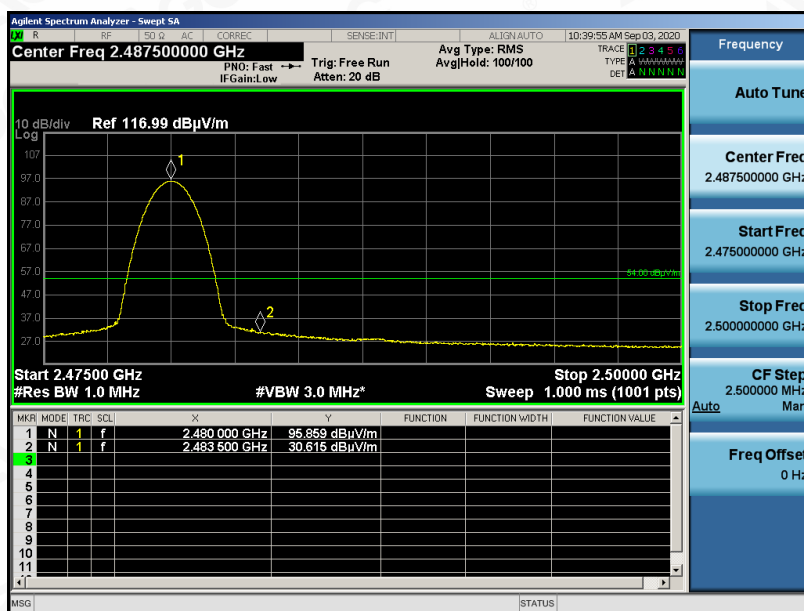 Agilent Spectrum Analyzer - Swept SA
LXI R RF 50 Ω AC CORREC SENSE:INT ALIGN AUTO 10:39:55 AM Sep 03, 2020
Center Freq 2.487500000 GHz
PNO: Fast
IFGain:Low
Trig: Free Run
Atten: 20 dB
Avg Type: RMS
Avg|Hold: 100/100
TRACE 1 2 3 4 5 6
TYPE A WWWWW
DET A N N N N N
10 dB/div Ref 116.99 dBµV/m
Log
107
97.0
87.0
77.0
67.0
57.0
47.0
37.0
27.0
1
2
54.00 dBµV/m
Start 2.47500 GHz Stop 2.50000 GHz
#Res BW 1.0 MHz #VBW 3.0 MHz* Sweep 1.000 ms (1001 pts)
MKR MODE TRC SCL X Y FUNCTION FUNCTION WIDTH FUNCTION VALUE
1 N 1 f 2.480 000 GHz 95.859 dBµV/m
2 N 1 f 2.483 500 GHz 30.615 dBµV/m
3
4
5
6
7
8
9
10
11
MSG STATUS
Frequency
Auto Tune
Center Freq
2.487500000 GHz
Start Freq
2.475000000 GHz
Stop Freq
2.500000000 GHz
CF Step
2.500000 MHz
Auto Man
Freq Offset
0 Hz